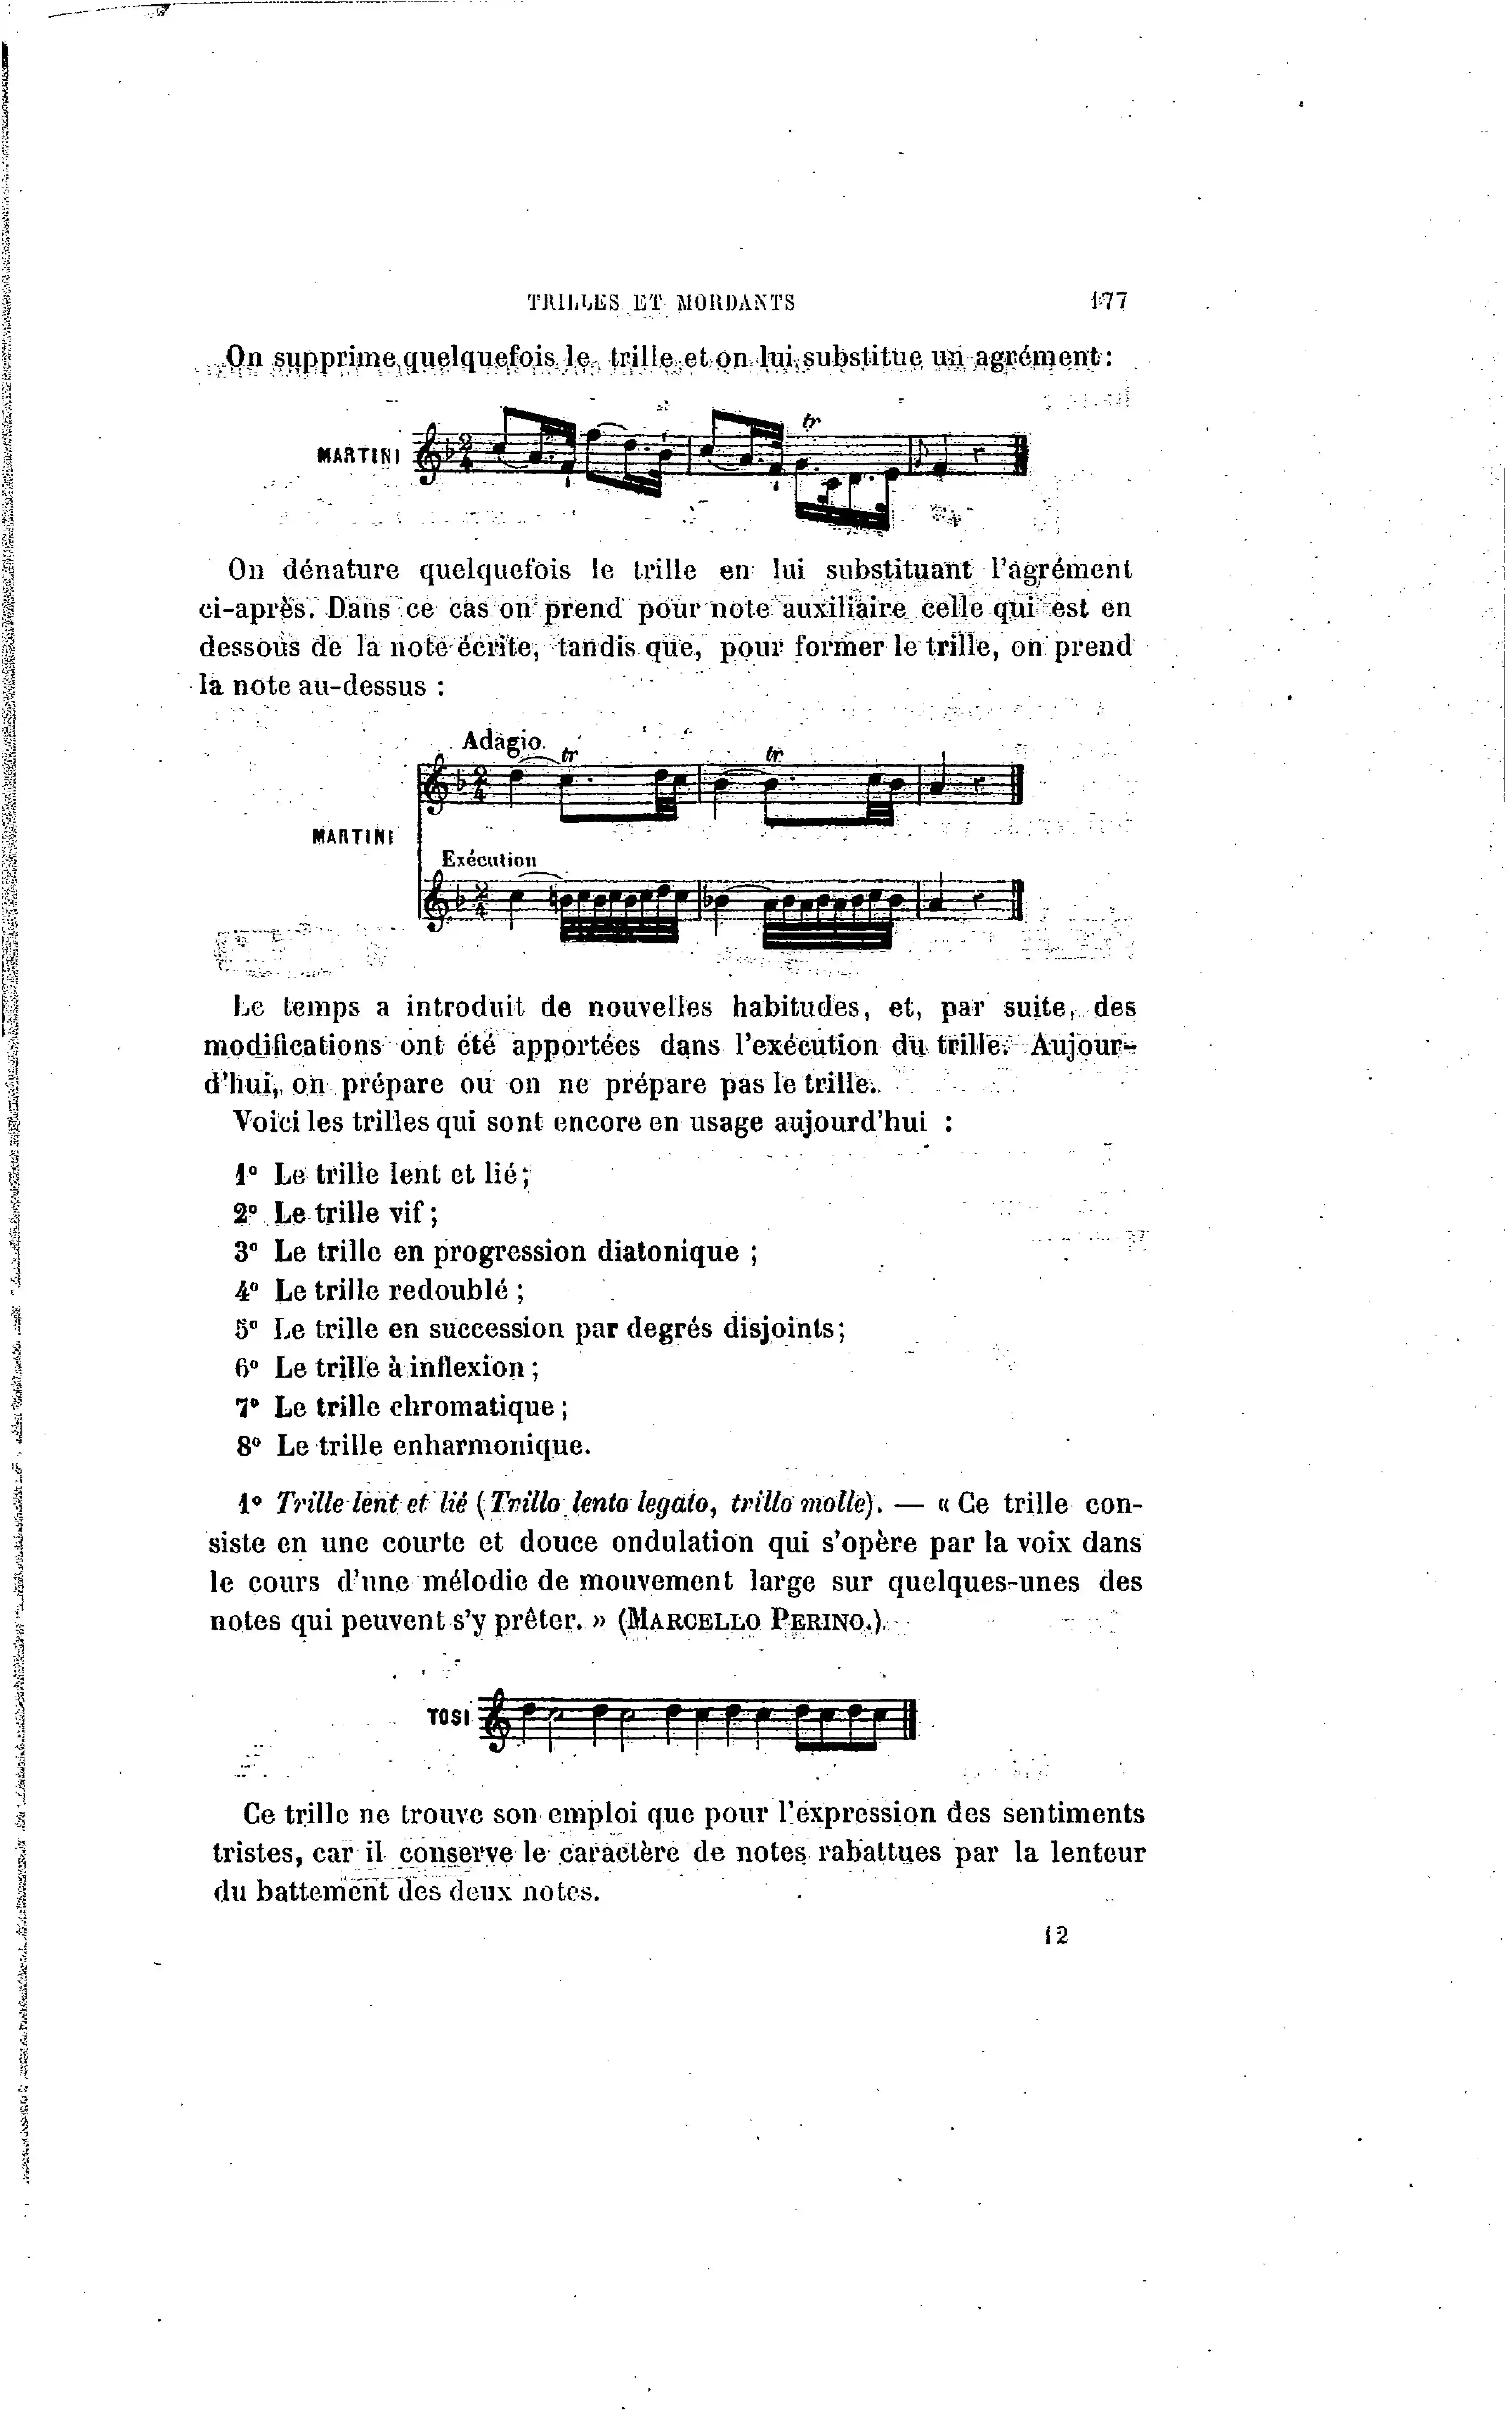 TRILLES ET MORDANTS 177
On supprime quelquefois le trille et on lui substitue un agrément :
tr
MARTINI
On dénature quelquefois le trille en lui substituant l'agrément
ci-après. Dans ce cas on prend pour note auxiliaire celle qui est en
dessous de la note écrite, tandis que, pour former le trille, on prend
la note au-dessus :
Adagio.
tr tr
MARTINI
Exécution
Le temps a introduit de nouvelles habitudes, et, par suite, des
modifications ont été apportées dans l'exécution du trille. Aujour-
d'hui, on prépare ou on ne prépare pas le trille.
Voici les trilles qui sont encore en usage aujourd'hui :
1° Le trille lent et lié ;
2° Le trille vif ;
3° Le trille en progression diatonique ;
4° Le trille redoublé ;
5° Le trille en succession par degrés disjoints ;
6° Le trille à inflexion ;
7° Le trille chromatique ;
8° Le trille enharmonique.
1° Trille lent et lié (Trillo lento legato, trillo molle). — « Ce trille con-
siste en une courte et douce ondulation qui s'opère par la voix dans
le cours d'une mélodie de mouvement large sur quelques-unes des
notes qui peuvent s'y prêter. » (MARCELLO PERINO.)
TOSI
Ce trille ne trouve son emploi que pour l'expression des sentiments
tristes, car il conserve le caractère de notes rabattues par la lenteur
du battement des deux notes.
12